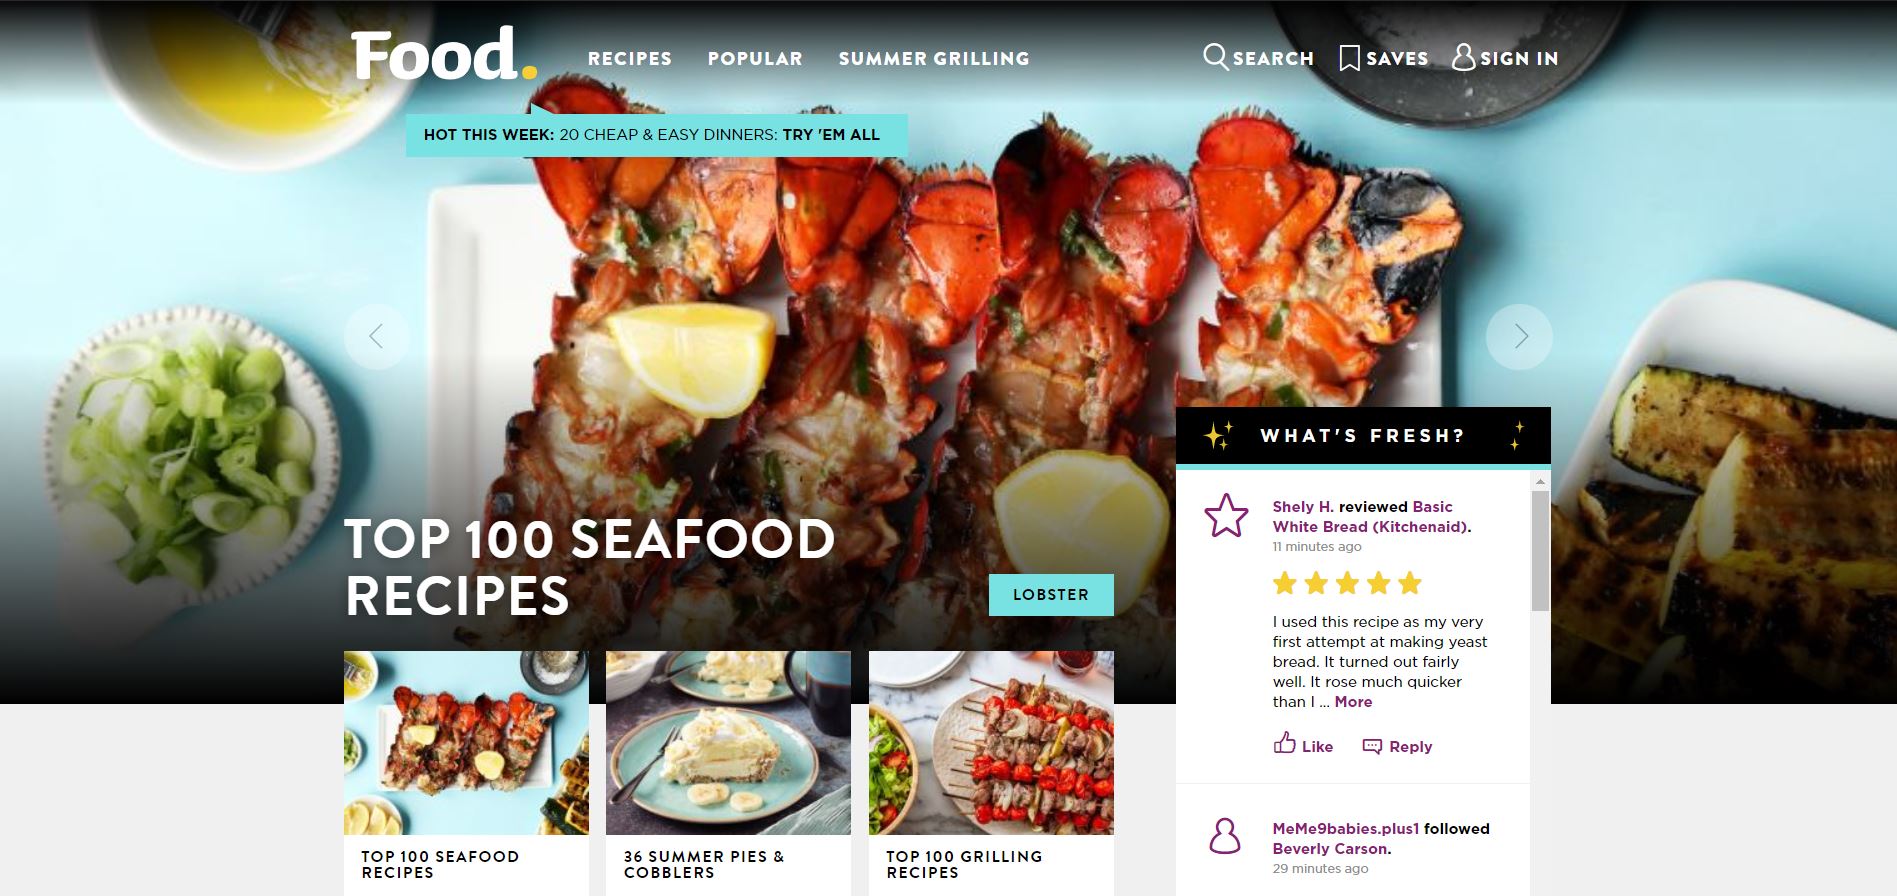 Food.
RECIPES
POPULAR
SUMMER GRILLING
SEARCH
SAVES
SIGN IN
HOT THIS WEEK: 20 CHEAP & EASY DINNERS: TRY 'EM ALL
TOP 100 SEAFOOD
RECIPES
LOBSTER
TOP 100 SEAFOOD
RECIPES
36 SUMMER PIES &
COBBLERS
TOP 100 GRILLING
RECIPES
WHAT'S FRESH?
Shely H. reviewed Basic
White Bread (Kitchenaid).
11 minutes ago
I used this recipe as my very
first attempt at making yeast
bread. It turned out fairly
well. It rose much quicker
than I ... More
Like
Reply
MeMe9babies.plus1 followed
Beverly Carson.
29 minutes ago